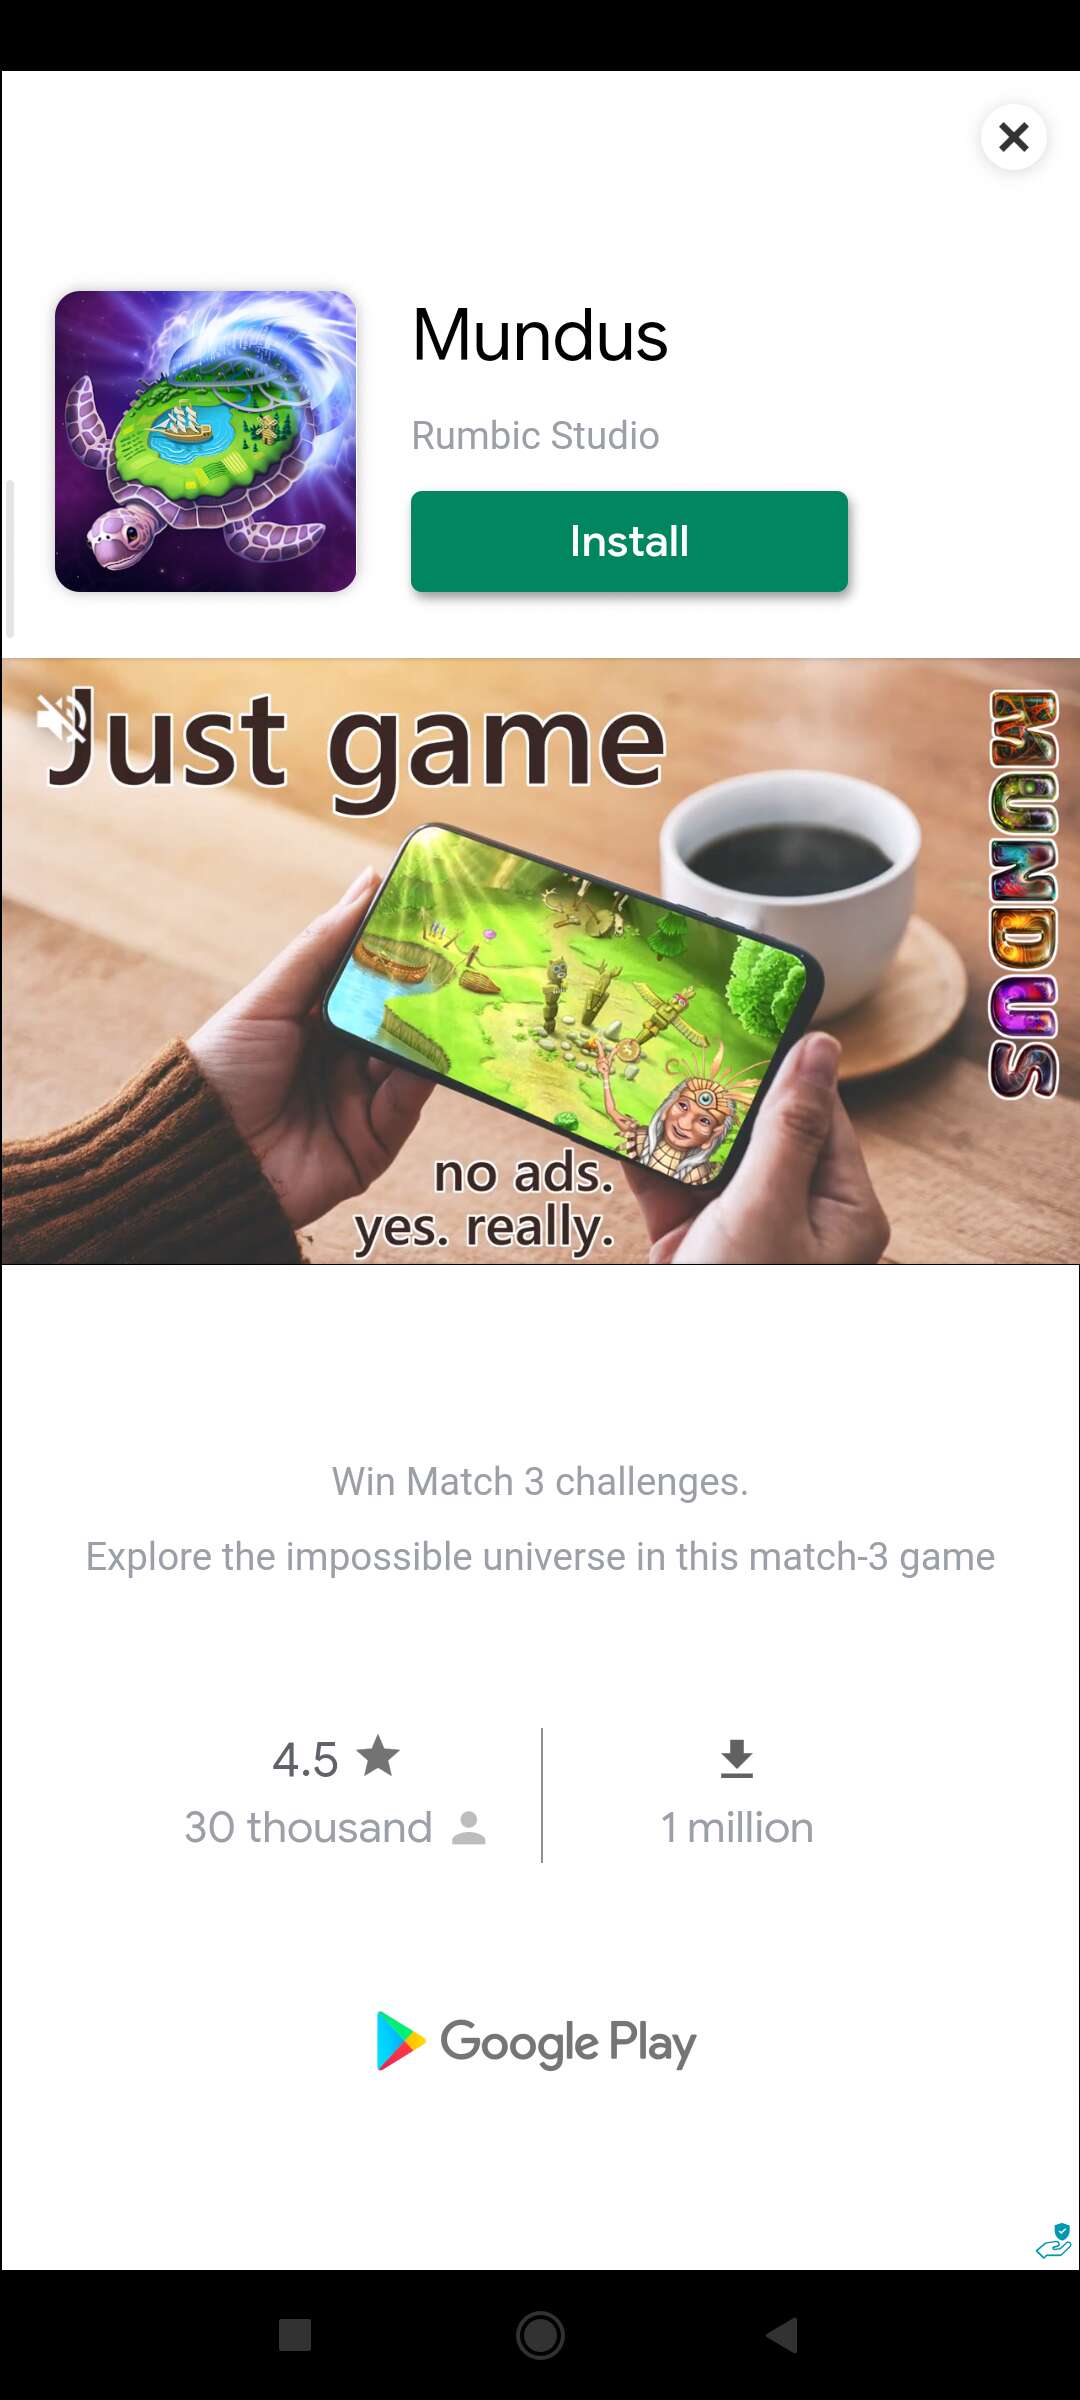 Mundus
Rumbic Studio
Install
Just game
MUNDUS
no ads.
yes. really.
Win Match 3 challenges.
Explore the impossible universe in this match-3 game
4.5
30 thousand
1 million
Google Play